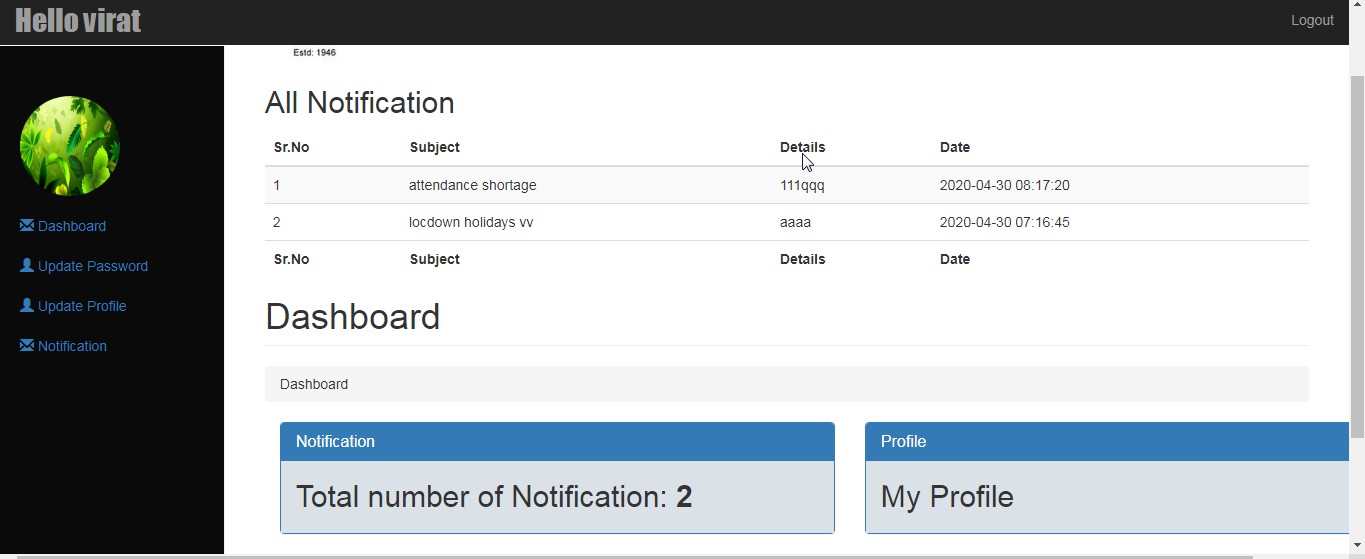 Hello virat
Logout
Estd: 1946
All Notification
Sr.No Subject Details Date
1 attendance shortage 111qqq 2020-04-30 08:17:20
2 locdown holidays vv aaaa 2020-04-30 07:16:45
Sr.No Subject Details Date
Dashboard
Update Password
Update Profile
Notification
Dashboard
Dashboard
Notification
Total number of Notification: 2
Profile
My Profile